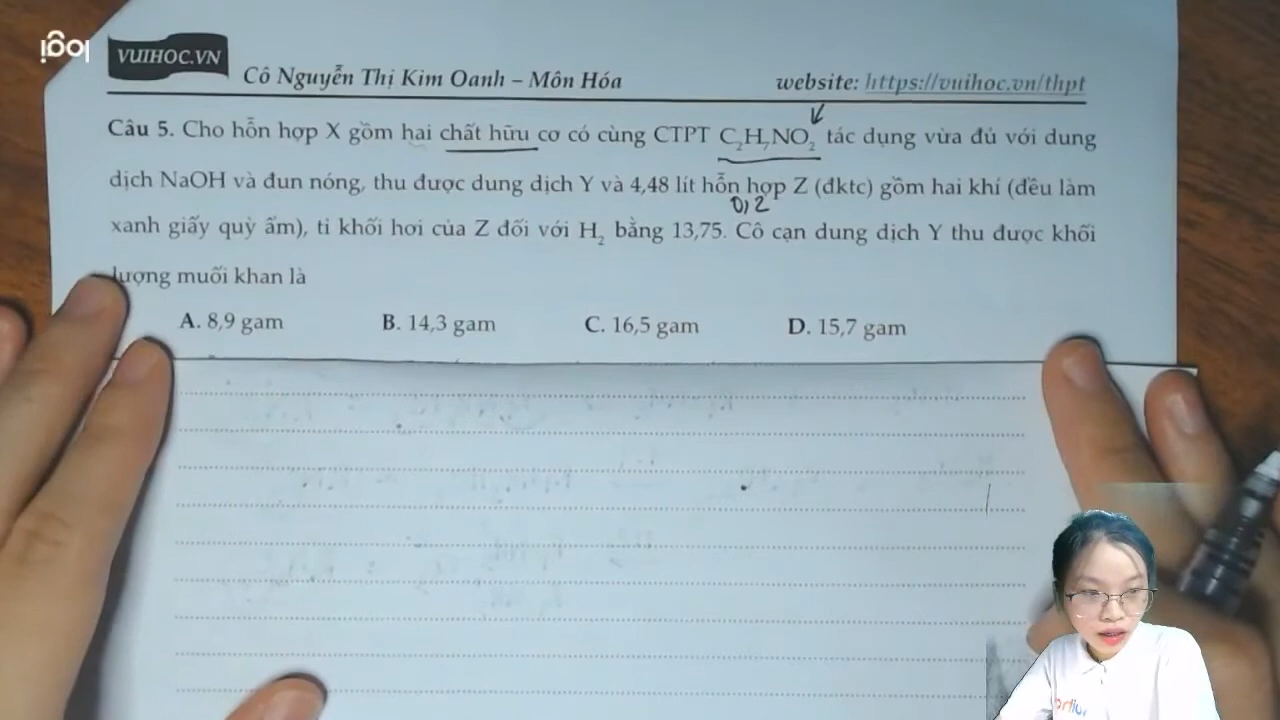 logi
VUIHOC.VN
Cô Nguyễn Thị Kim Oanh – Môn Hóa
website: https://vuihoc.vn/thpt
Câu 5. Cho hỗn hợp X gồm hai chất hữu cơ có cùng CTPT C₂H₇NO₂ tác dụng vừa đủ với dung
dịch NaOH và đun nóng, thu được dung dịch Y và 4,48 lít hỗn hợp Z (đktc) gồm hai khí (đều làm
0,2
xanh giấy quỳ ẩm), tỉ khối hơi của Z đối với H₂ bằng 13,75. Cô cạn dung dịch Y thu được khối
lượng muối khan là
A. 8,9 gam
B. 14,3 gam
C. 16,5 gam
D. 15,7 gam